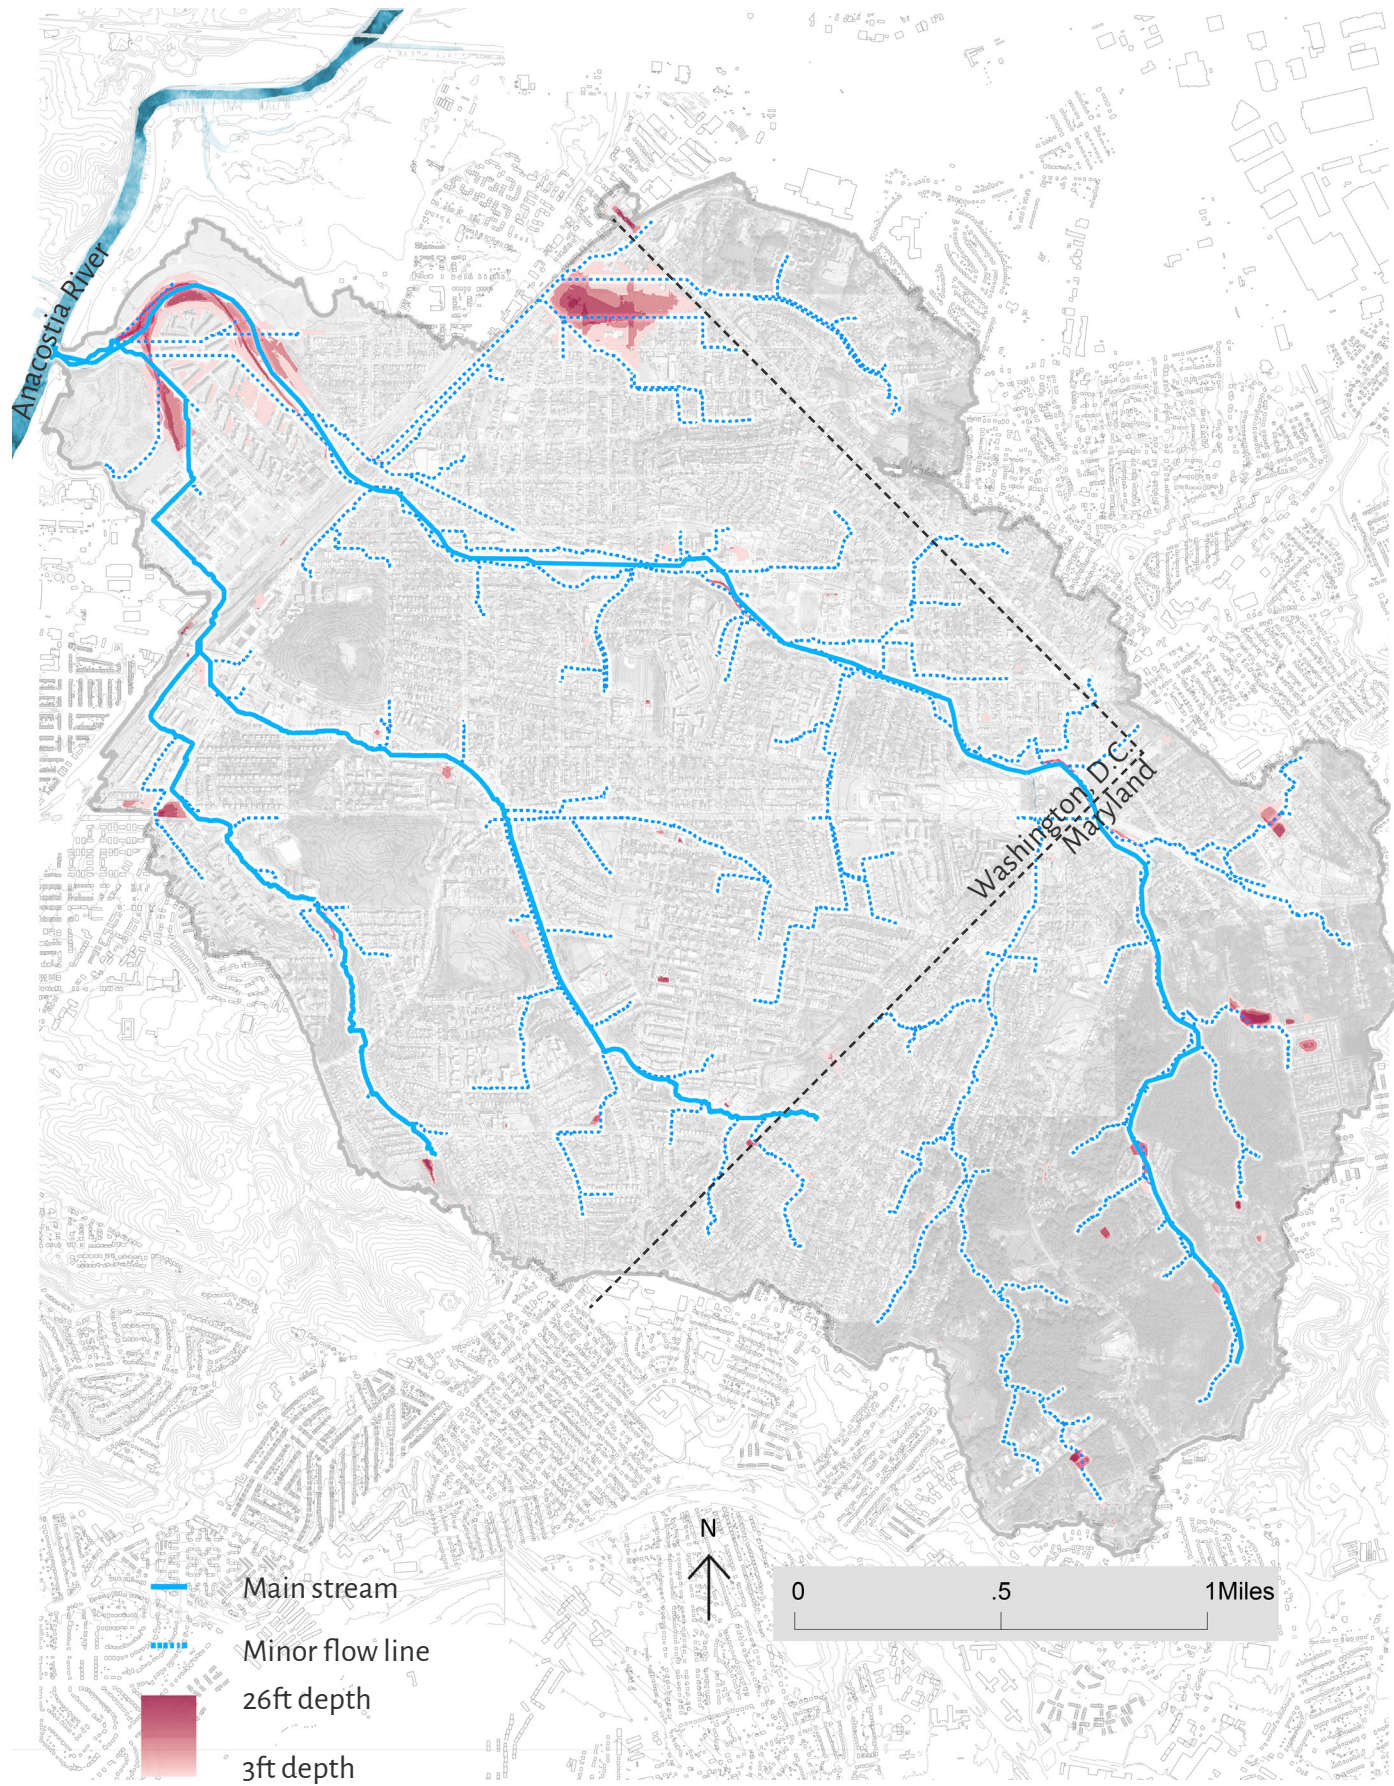 Anacostia River
Washington, D.C.
Maryland
N
0 .5 1Miles
Main stream
Minor flow line
26ft depth
3ft depth